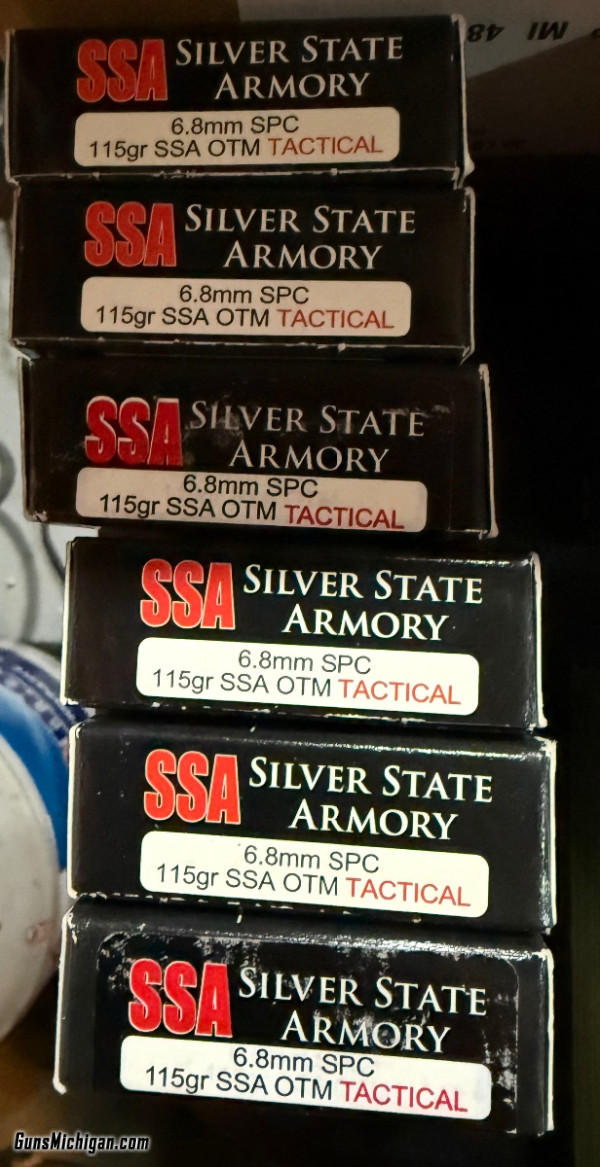 MI 48
SSA SILVER STATE
ARMORY
6.8mm SPC
115gr SSA OTM TACTICAL
SSA SILVER STATE
ARMORY
6.8mm SPC
115gr SSA OTM TACTICAL
SSA SILVER STATE
ARMORY
6.8mm SPC
115gr SSA OTM TACTICAL
SSA SILVER STATE
ARMORY
6.8mm SPC
115gr SSA OTM TACTICAL
SSA SILVER STATE
ARMORY
6.8mm SPC
115gr SSA OTM TACTICAL
SSA SILVER STATE
ARMORY
6.8mm SPC
115gr SSA OTM TACTICAL
GunsMichigan.com